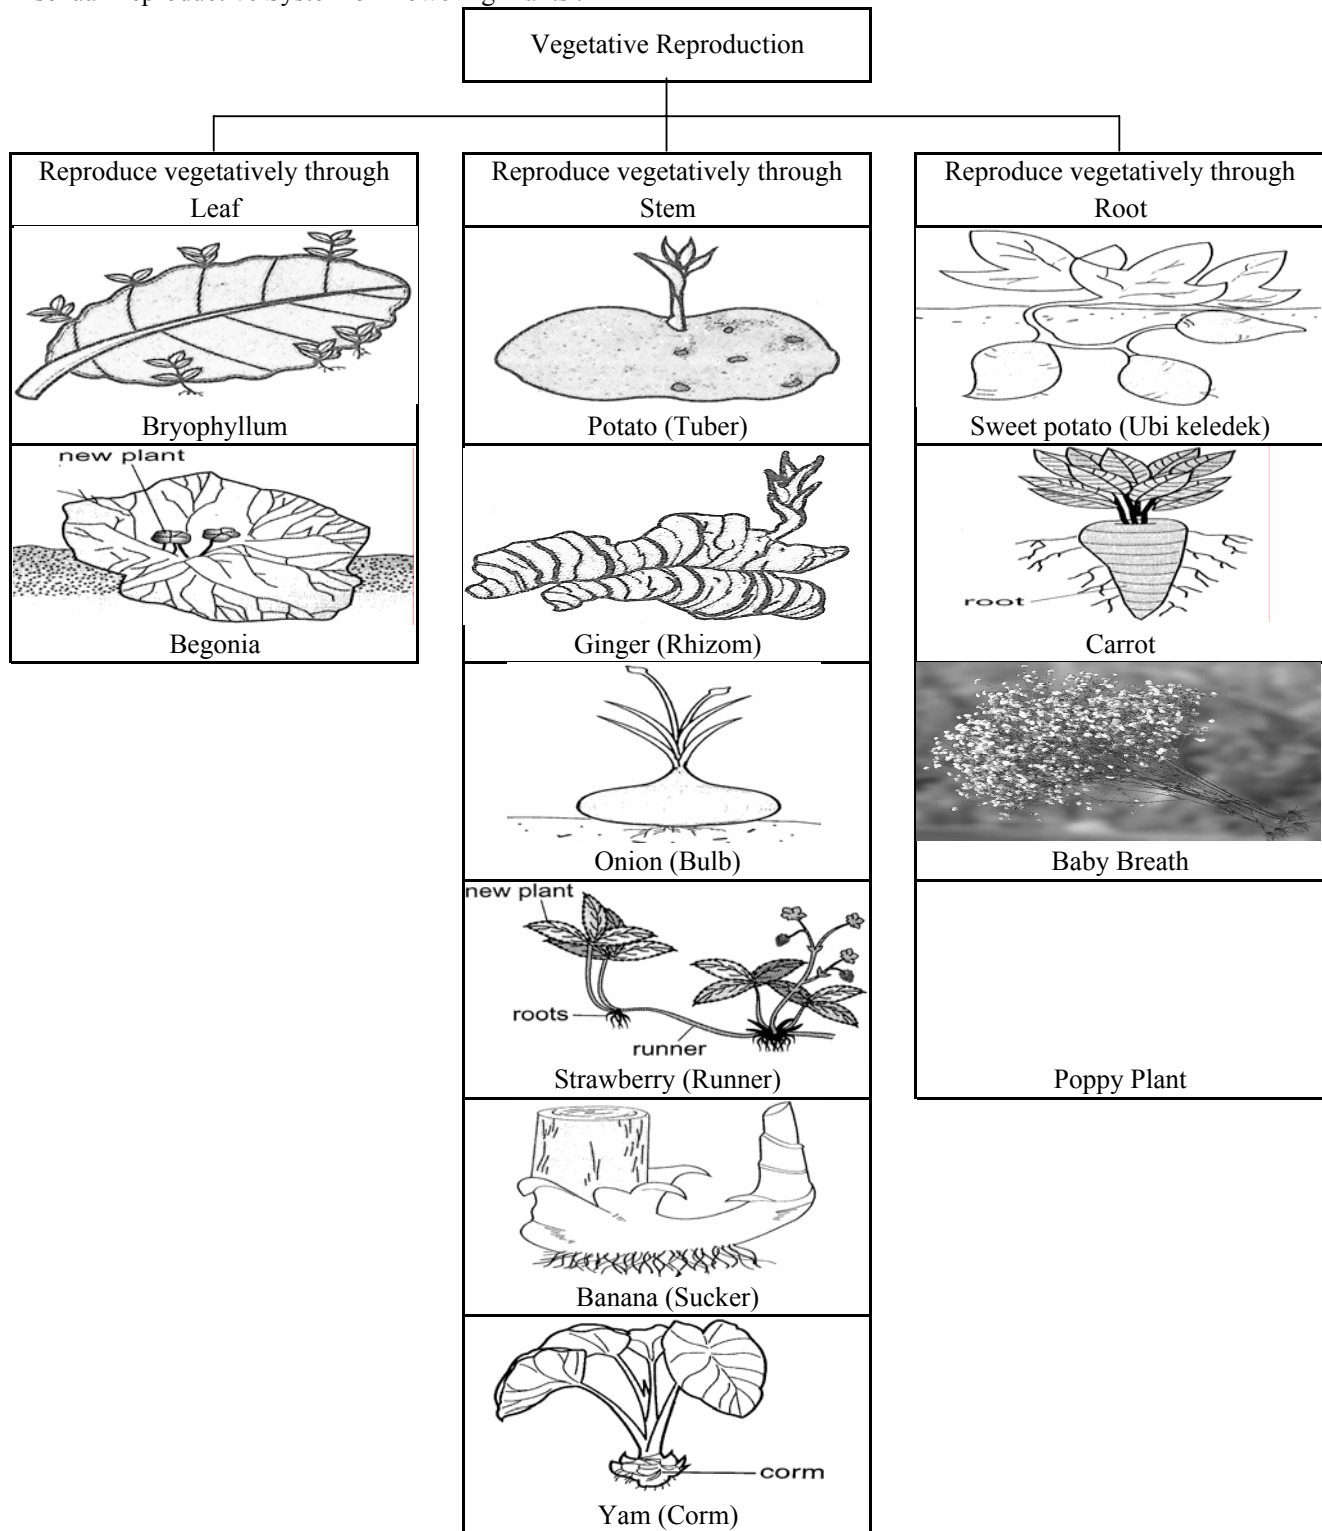 Vegetative Reproduction
Reproduce vegetatively through
Leaf
Bryophyllum
new plant
Begonia
Reproduce vegetatively through
Stem
Potato (Tuber)
Ginger (Rhizom)
Onion (Bulb)
new plant
roots
runner
Strawberry (Runner)
Banana (Sucker)
corm
Yam (Corm)
Reproduce vegetatively through
Root
Sweet potato (Ubi keledek)
root
Carrot
Baby Breath
Poppy Plant